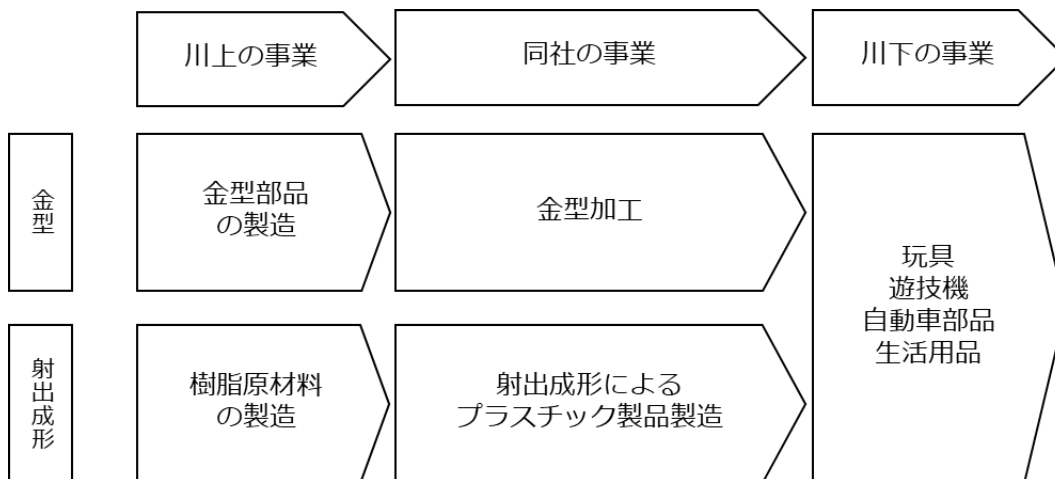 川上の事業
同社の事業
川下の事業
金型
金型部品
の製造
金型加工
玩具
遊技機
自動車部品
生活用品
射出成形
樹脂原材料
の製造
射出成形による
プラスチック製品製造